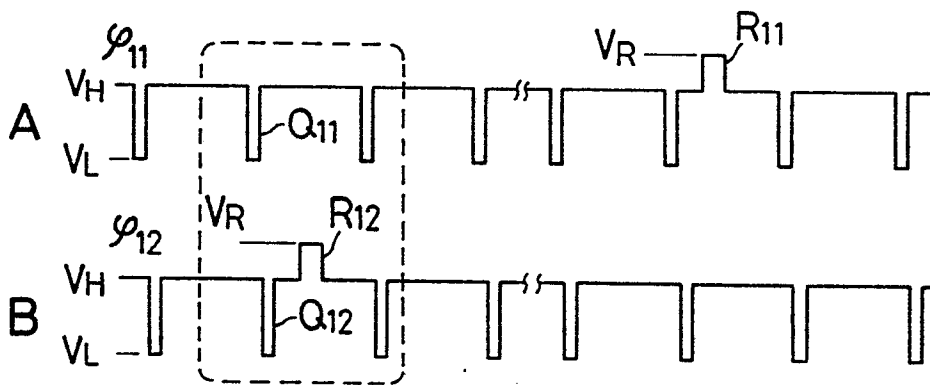 φ₁₁
V_R R₁₁
V_H
A Q₁₁
V_L
V_R R₁₂
φ₁₂
V_H
B Q₁₂
V_L